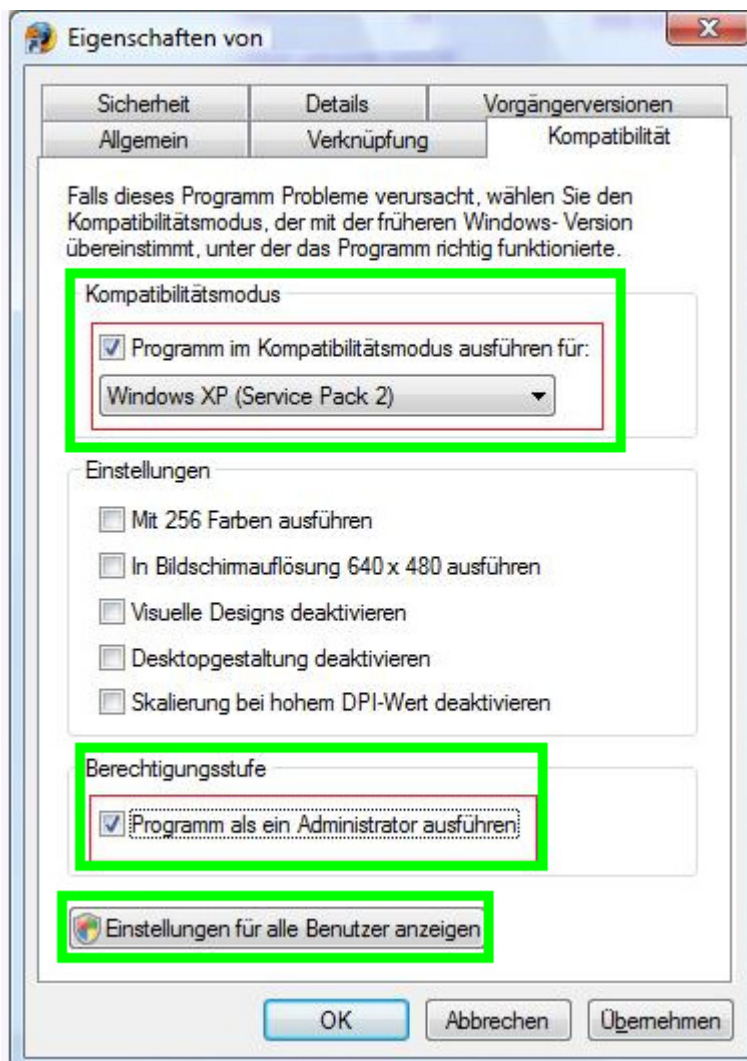 Eigenschaften von
Sicherheit
Details
Vorgängerversionen
Allgemein
Verknüpfung
Kompatibilität
Falls dieses Programm Probleme verursacht, wählen Sie den
Kompatibilitätsmodus, der mit der früheren Windows- Version
übereinstimmt, unter der das Programm richtig funktionierte.
Kompatibilitätsmodus
Programm im Kompatibilitätsmodus ausführen für:
Windows XP (Service Pack 2)
Einstellungen
Mit 256 Farben ausführen
In Bildschirmauflösung 640 x 480 ausführen
Visuelle Designs deaktivieren
Desktopgestaltung deaktivieren
Skalierung bei hohem DPI-Wert deaktivieren
Berechtigungsstufe
Programm als ein Administrator ausführen
Einstellungen für alle Benutzer anzeigen
OK
Abbrechen
Übernehmen